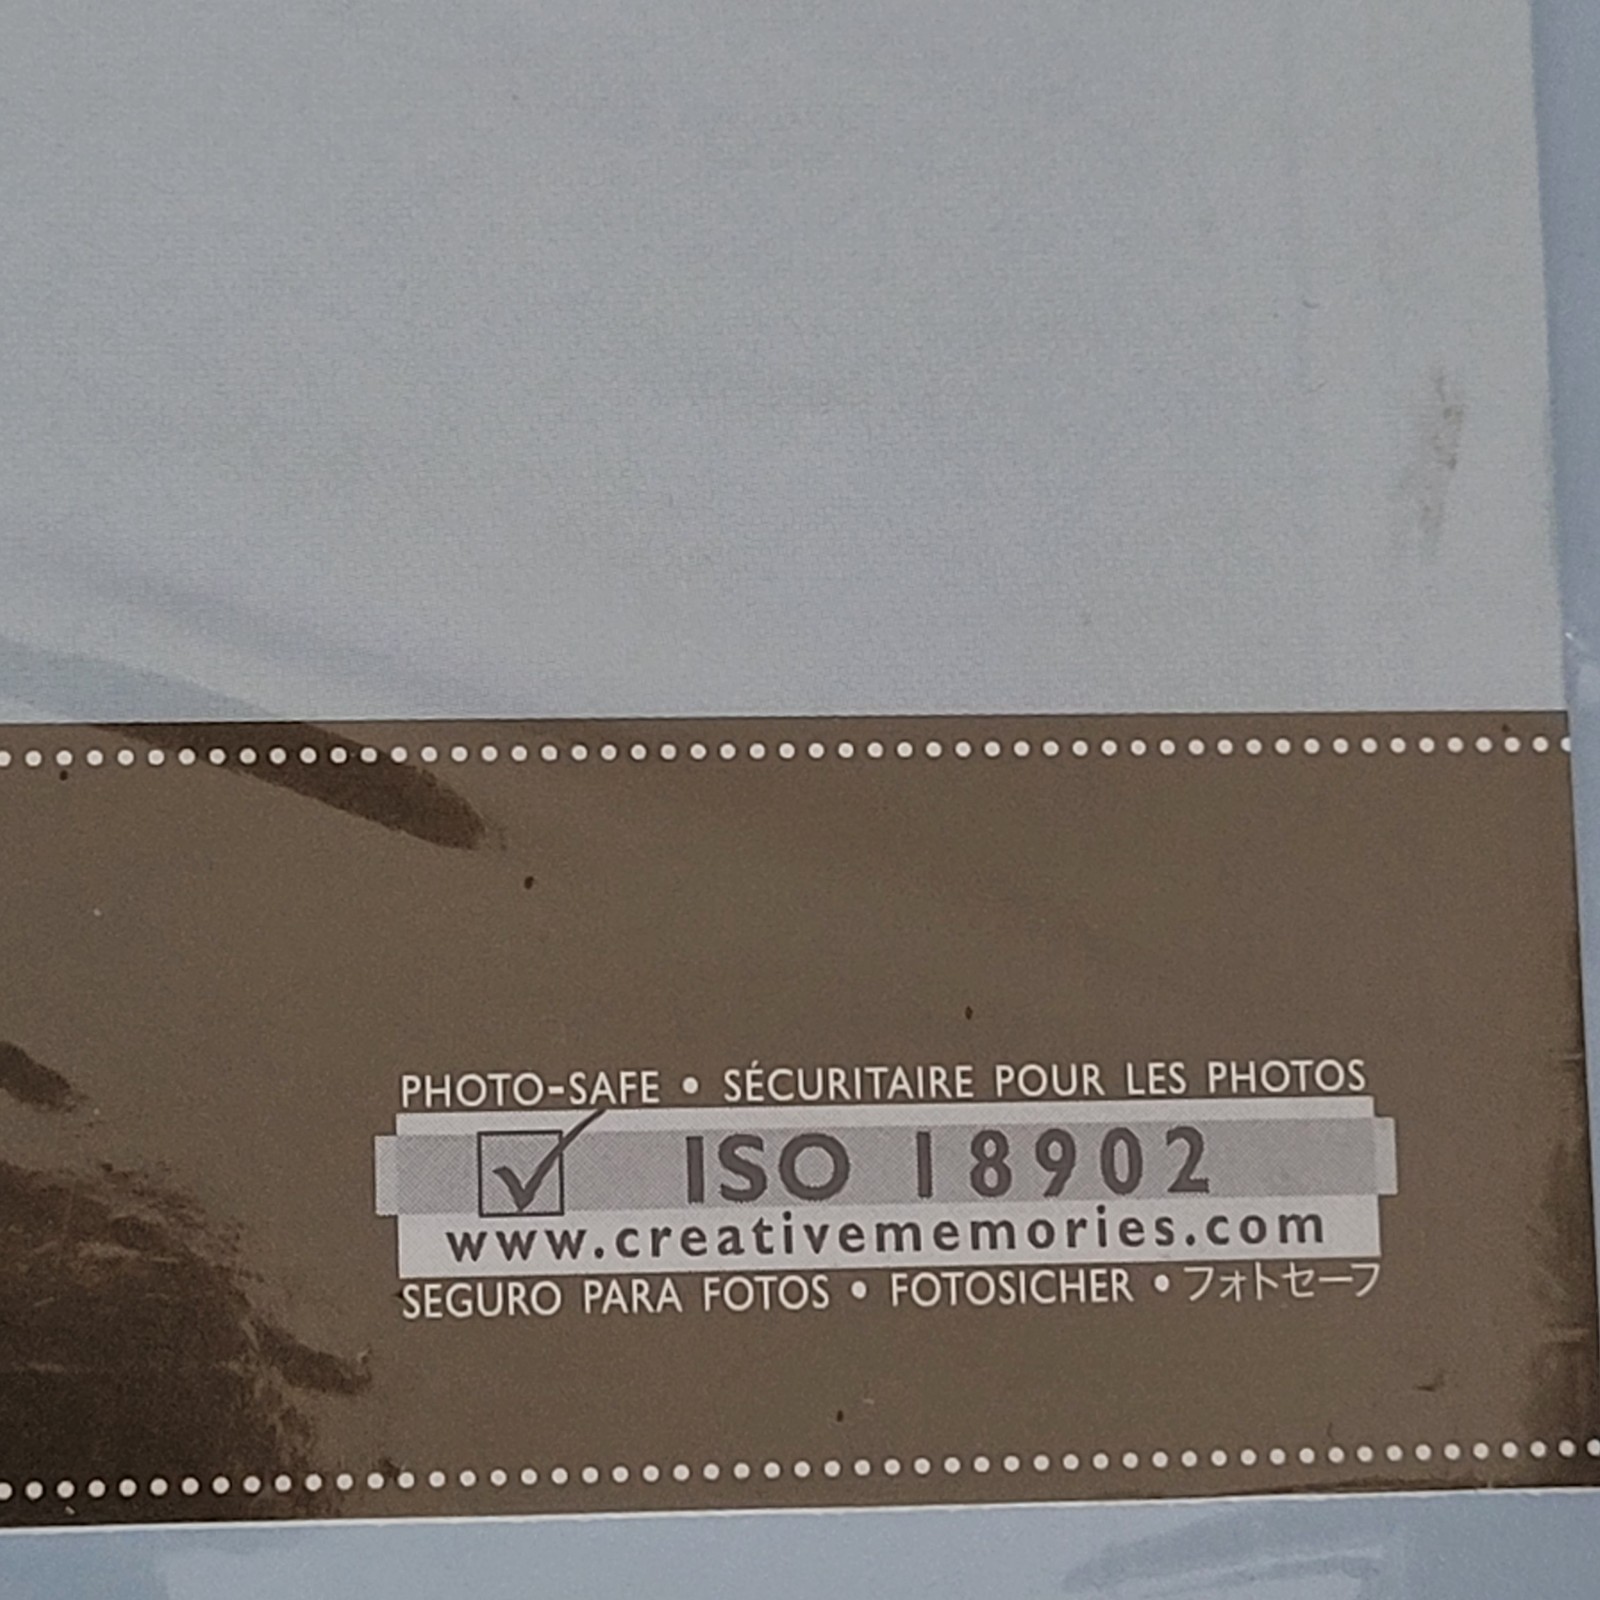 PHOTO-SAFE • SÉCURITAIRE POUR LES PHOTOS
ISO 18902
www.creativememories.com
SEGURO PARA FOTOS • FOTOSICHER • フォトセーフ